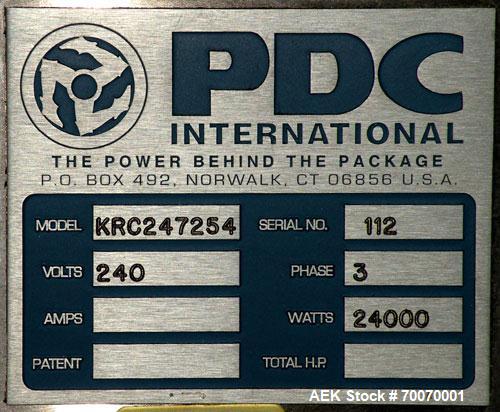 PDC
INTERNATIONAL
THE POWER BEHIND THE PACKAGE
P.O. BOX 492, NORWALK, CT 06856 U.S.A.
MODEL KRC247254 SERIAL NO. 112
VOLTS 240 PHASE 3
AMPS WATTS 24000
PATENT TOTAL H.P.
AEK Stock # 70070001